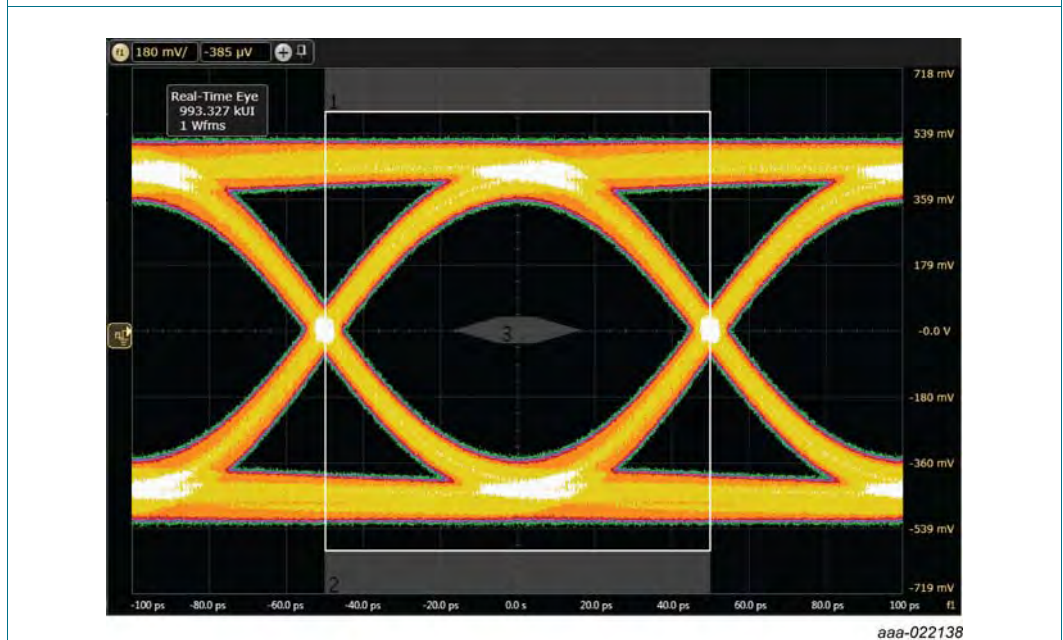 f1 180 mV/ -385 µV
718 mV
Real-Time Eye
993.327 kUI
1 Wfms
1
539 mV
359 mV
179 mV
3
-0.0 V
-180 mV
-360 mV
-539 mV
2
-719 mV
-100 ps -80.0 ps -60.0 ps -40.0 ps -20.0 ps 0.0 s 20.0 ps 40.0 ps 60.0 ps 80.0 ps 100 ps f1
aaa-022138